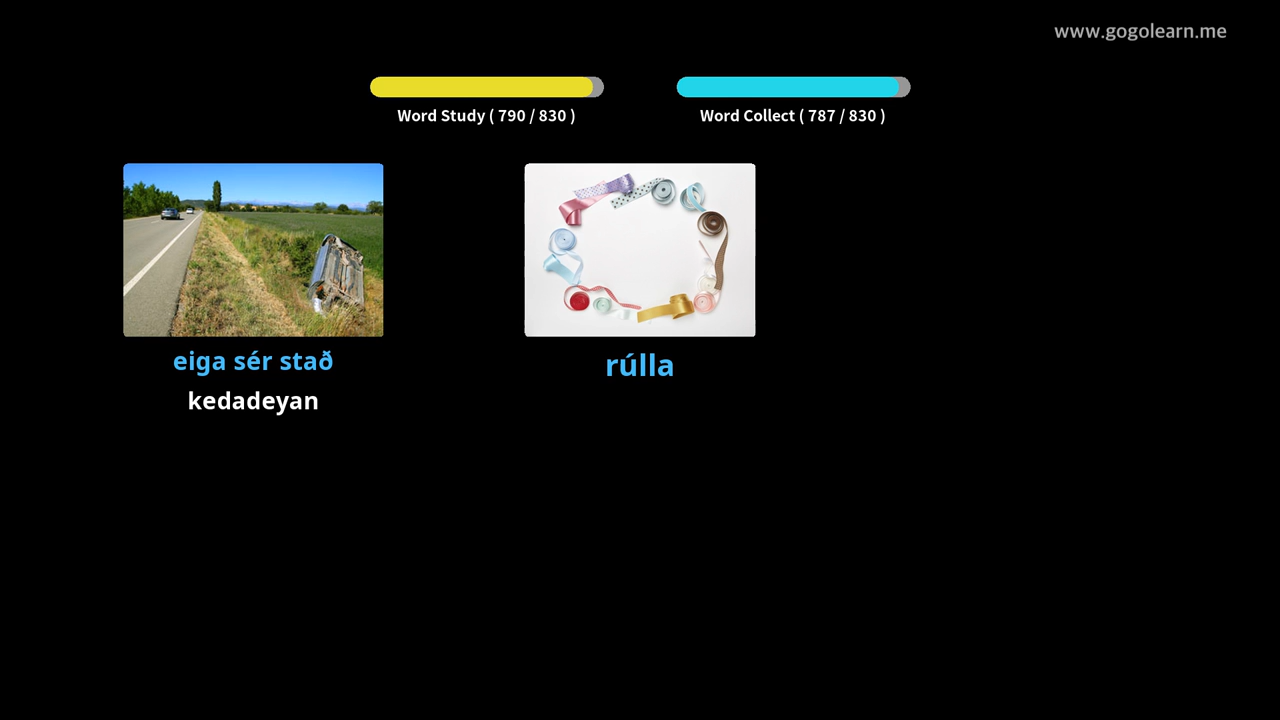 www.gogolearn.me
Word Study ( 790 / 830 )
Word Collect ( 787 / 830 )
eiga sér stað
kedadeyan
rúlla